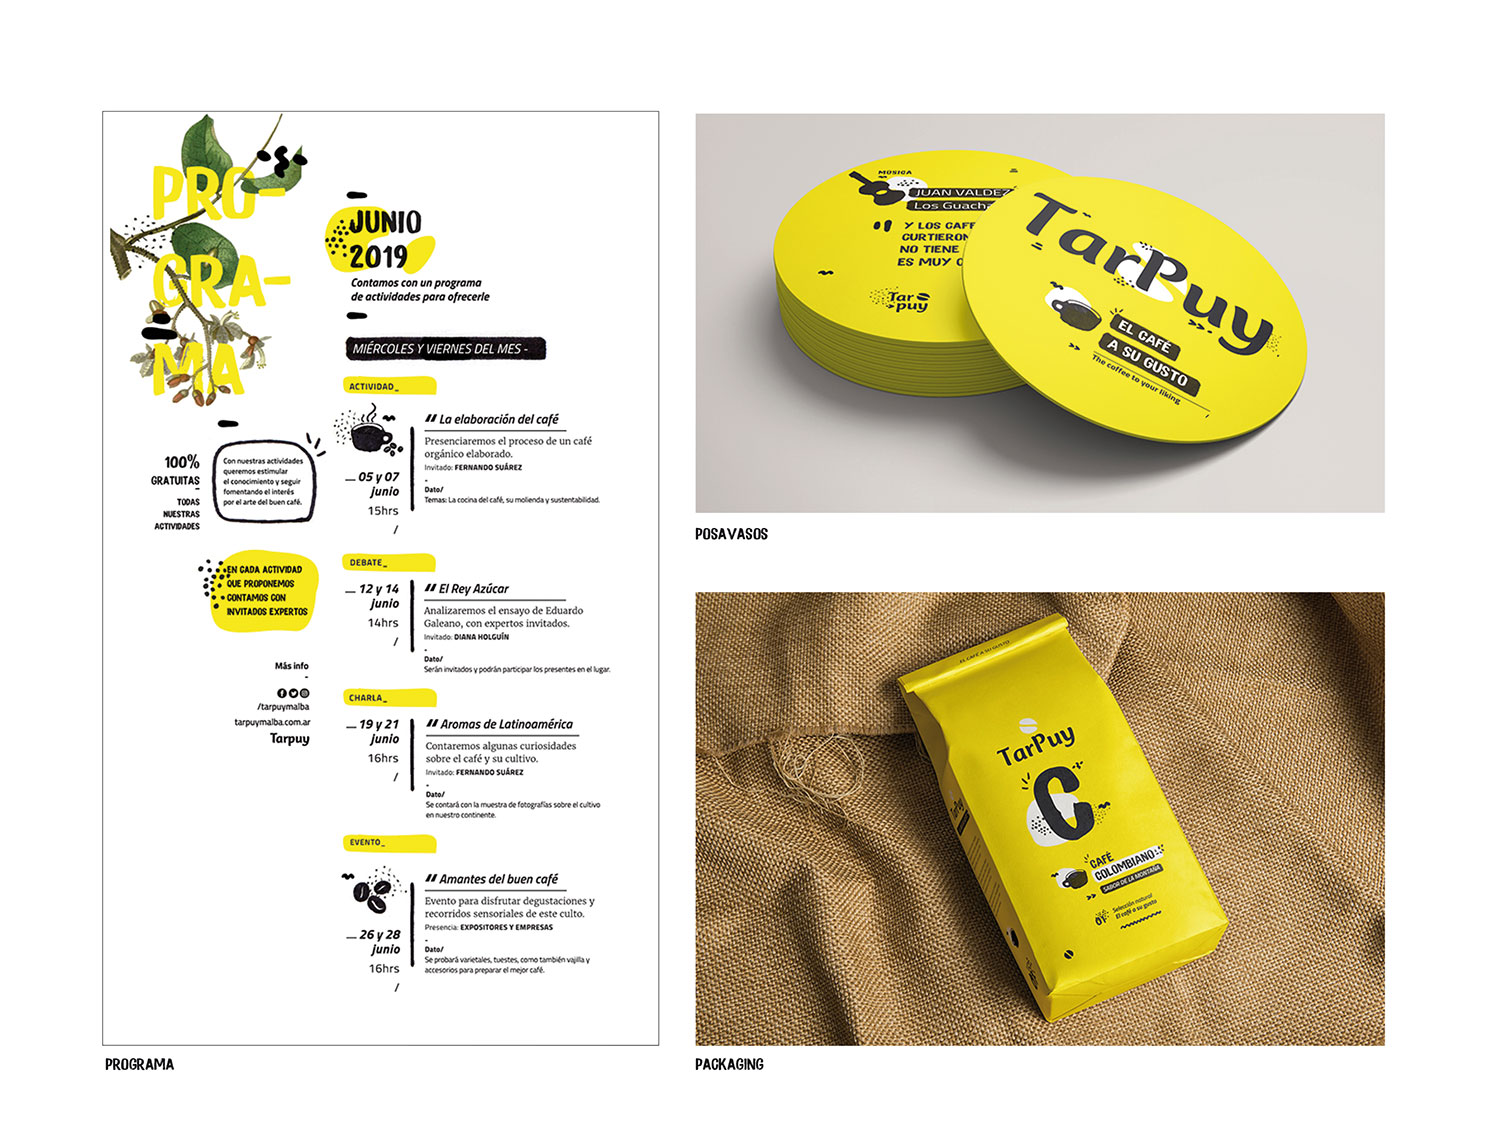 PRO-
GRA-
MA
JUNIO
2019
Contamos con un programa
de actividades para ofrecerle
MIÉRCOLES Y VIERNES DEL MES -
100%
GRATUITAS
-
TODAS
NUESTRAS
ACTIVIDADES
Con nuestras actividades
queremos estimular
el conocimiento y seguir
fomentando el interés
por el arte del buen café.
EN CADA ACTIVIDAD
QUE PROPONEMOS
CONTAMOS CON
INVITADOS EXPERTOS
Más info
-
/tarpuymalba
tarpuymalba.com.ar
Tarpuy
ACTIVIDAD_
__ 05 y 07
junio
15hrs
/
" La elaboración del café
Presenciaremos el proceso de un café
orgánico elaborado.
Invitado: FERNANDO SUÁREZ
-
Dato/
Temas: La cocina del café, su molienda y sustentabilidad.
DEBATE_
__ 12 y 14
junio
14hrs
/
" El Rey Azúcar
Analizaremos el ensayo de Eduardo
Galeano, con expertos invitados.
Invitado: DIANA HOLGUÍN
-
Dato/
Serán invitados y podrán participar los presentes en el lugar.
CHARLA_
__ 19 y 21
junio
16hrs
/
" Aromas de Latinoamérica
Contaremos algunas curiosidades
sobre el café y su cultivo.
Invitado: FERNANDO SUÁREZ
-
Dato/
Se contará con la muestra de fotografías sobre el cultivo
en nuestro continente.
EVENTO_
__ 26 y 28
junio
16hrs
/
" Amantes del buen café
Evento para disfrutar degustaciones y
recorridos sensoriales de este culto.
Presencia: EXPOSITORES Y EMPRESAS
-
Dato/
Se probará varietales, tuestes, como también vajilla y
accesorios para preparar el mejor café.
PROGRAMA
MÚSICA
JUAN VALDEZ
Los Guacha
Y LOS CAFE
CURTIERON
NO TIENE
ES MUY
Tar
puy
TarPuy
EL CAFÉ
A SU GUSTO
The coffee to your liking
POSAVASOS
EL CAFÉ A SU GUSTO
TarPuy
C
CAFÉ
COLOMBIANO
SABOR DE LA MONTAÑA
01
Selección natural
El café a su gusto
TarPuy
PACKAGING